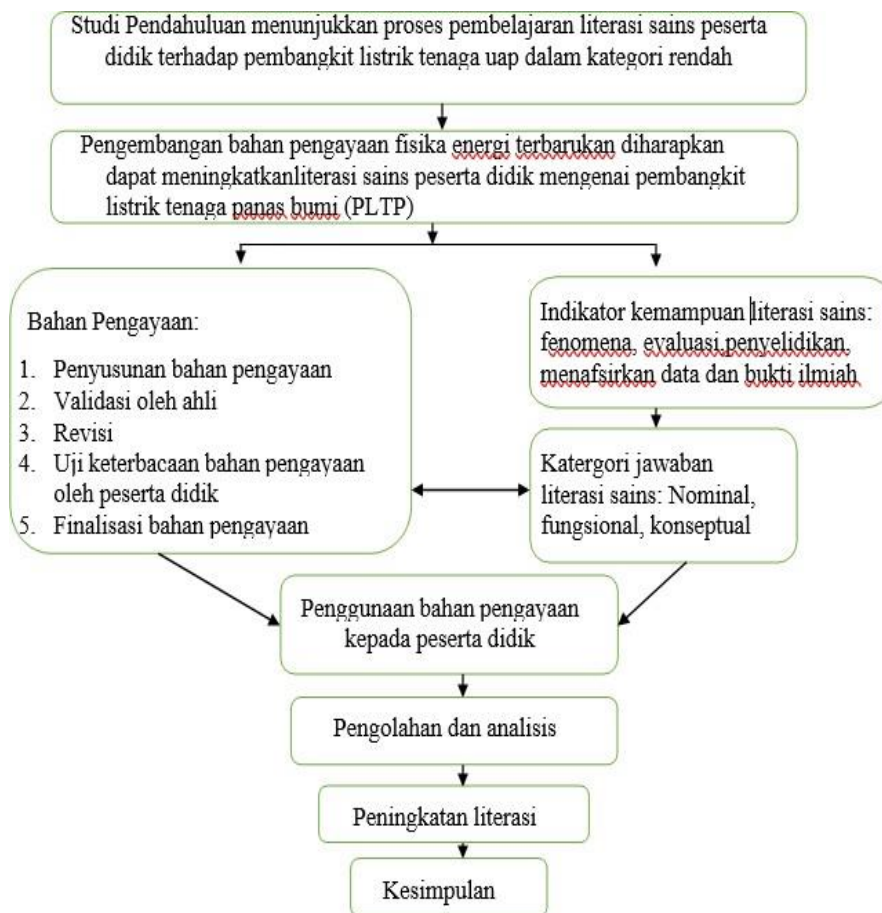 Studi Pendahuluan menunjukkan proses pembelajaran literasi sains peserta
didik terhadap pembangkit listrik tenaga uap dalam kategori rendah
Pengembangan bahan pengayaan fisika energi terbarukan diharapkan
dapat meningkatkanliterasi sains peserta didik mengenai pembangkit
listrik tenaga panas bumi (PLTP)
Bahan Pengayaan:
1. Penyusunan bahan pengayaan
2. Validasi oleh ahli
3. Revisi
4. Uji keterbacaan bahan pengayaan
oleh peserta didik
5. Finalisasi bahan pengayaan
Indikator kemampuan literasi sains:
fenomena, evaluasi,penyelidikan,
menafsirkan data dan bukti ilmiah
Katergori jawaban
literasi sains: Nominal,
fungsional, konseptual
Penggunaan bahan pengayaan
kepada peserta didik
Pengolahan dan analisis
Peningkatan literasi
Kesimpulan